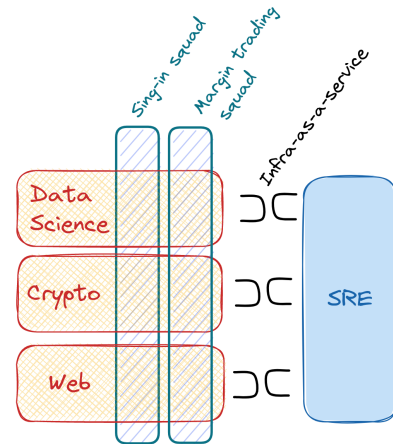 Sing-in squad
Margin trading
squad
Infra-as-a-service
Data
Science
Crypto
SRE
Web